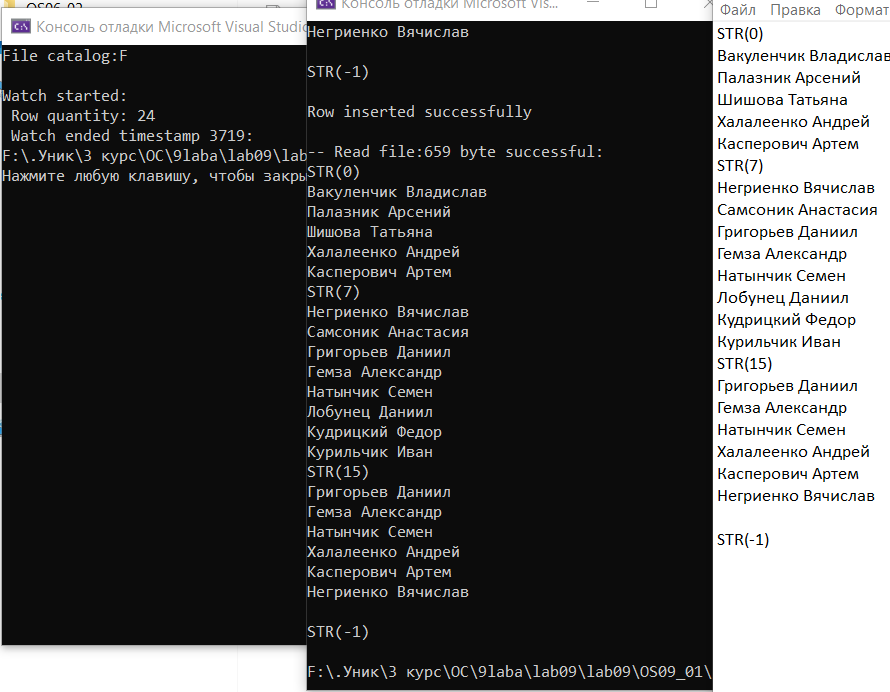 OS06_02
Консоль отладки Microsoft Visual Studio
File catalog:F
Watch started:
Row quantity: 24
Watch ended timestamp 3719:
F:\.Уник\3 курс\ОС\9laba\lab09\lab
Нажмите любую клавишу, чтобы закры
Консоль отладки Microsoft Vis...
Негриенко Вячислав
STR(-1)
Row inserted successfully
-- Read file:659 byte successful:
STR(0)
Вакуленчик Владислав
Палазник Арсений
Шишова Татьяна
Халалеенко Андрей
Касперович Артем
STR(7)
Негриенко Вячислав
Самсоник Анастасия
Григорьев Даниил
Гемза Александр
Натынчик Семен
Лобунец Даниил
Кудрицкий Федор
Курильчик Иван
STR(15)
Григорьев Даниил
Гемза Александр
Натынчик Семен
Халалеенко Андрей
Касперович Артем
Негриенко Вячислав
STR(-1)
F:\.Уник\3 курс\ОС\9laba\lab09\lab09\OS09_01\
Файл Правка Формат
STR(0)
Вакуленчик Владислав
Палазник Арсений
Шишова Татьяна
Халалеенко Андрей
Касперович Артем
STR(7)
Негриенко Вячислав
Самсоник Анастасия
Григорьев Даниил
Гемза Александр
Натынчик Семен
Лобунец Даниил
Кудрицкий Федор
Курильчик Иван
STR(15)
Григорьев Даниил
Гемза Александр
Натынчик Семен
Халалеенко Андрей
Касперович Артем
Негриенко Вячислав
STR(-1)